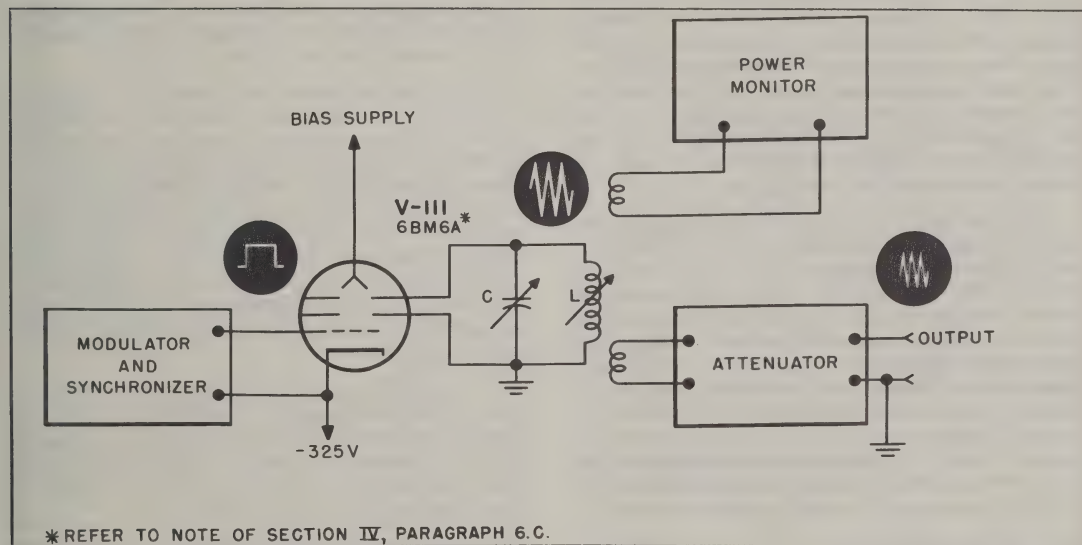 POWER
MONITOR
BIAS SUPPLY
V-111
6BM6A*
C
L
MODULATOR
AND
SYNCHRONIZER
ATTENUATOR
OUTPUT
-325V
*REFER TO NOTE OF SECTION IV, PARAGRAPH 6.C.